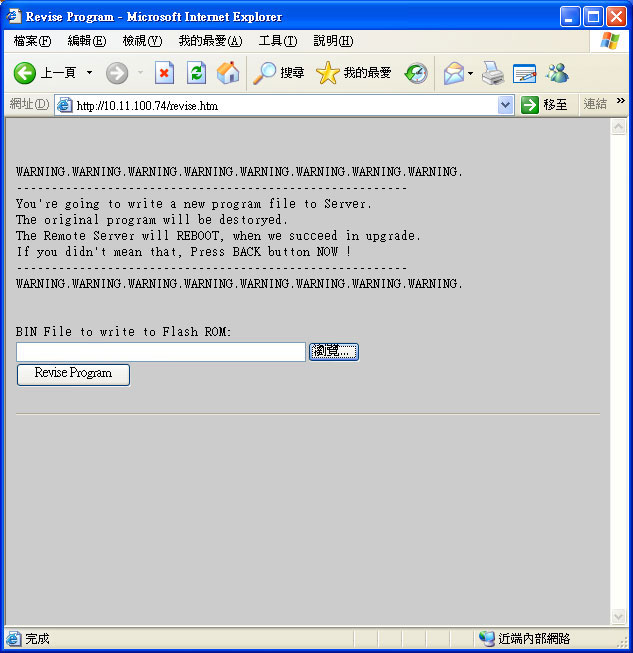 Revise Program - Microsoft Internet Explorer
檔案(F) 編輯(E) 檢視(V) 我的最愛(A) 工具(T) 說明(H)
上一頁 搜尋 我的最愛
網址(D) http://10.11.100.74/revise.htm 移至 連結 »
WARNING.WARNING.WARNING.WARNING.WARNING.WARNING.WARNING.WARNING.
--------------------------------------------------------
You're going to write a new program file to Server.
The original program will be destoryed.
The Remote Server will REBOOT, when we succeed in upgrade.
If you didn't mean that, Press BACK button NOW !
--------------------------------------------------------
WARNING.WARNING.WARNING.WARNING.WARNING.WARNING.WARNING.WARNING.
BIN File to write to Flash ROM:
瀏覽...
Revise Program
完成 近端內部網路